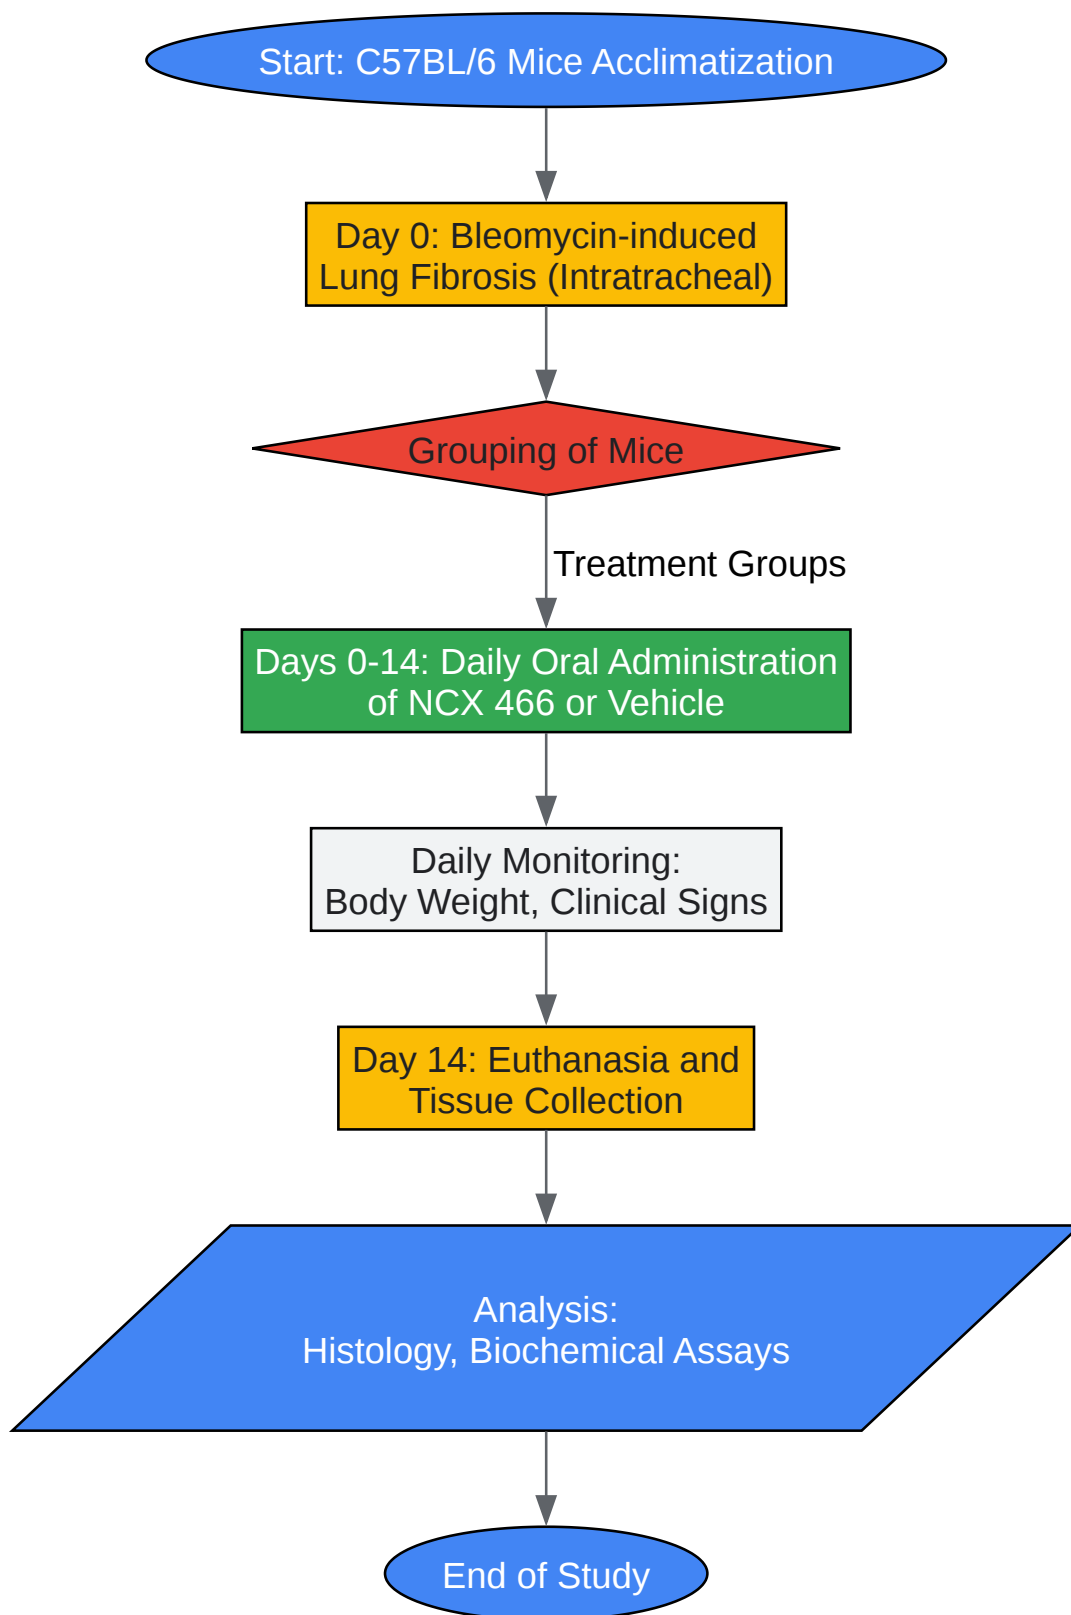 Start: C57BL/6 Mice Acclimatization
Day 0: Bleomycin-induced
Lung Fibrosis (Intratracheal)
Grouping of Mice
Treatment Groups
Days 0-14: Daily Oral Administration
of NCX 466 or Vehicle
Daily Monitoring:
Body Weight, Clinical Signs
Day 14: Euthanasia and
Tissue Collection
Analysis:
Histology, Biochemical Assays
End of Study